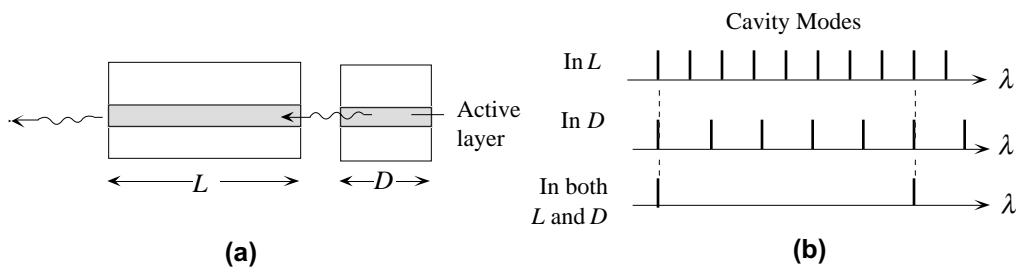 Active
layer
L
D
(a)
Cavity Modes
In L
λ
In D
λ
In both
L and D
λ
(b)